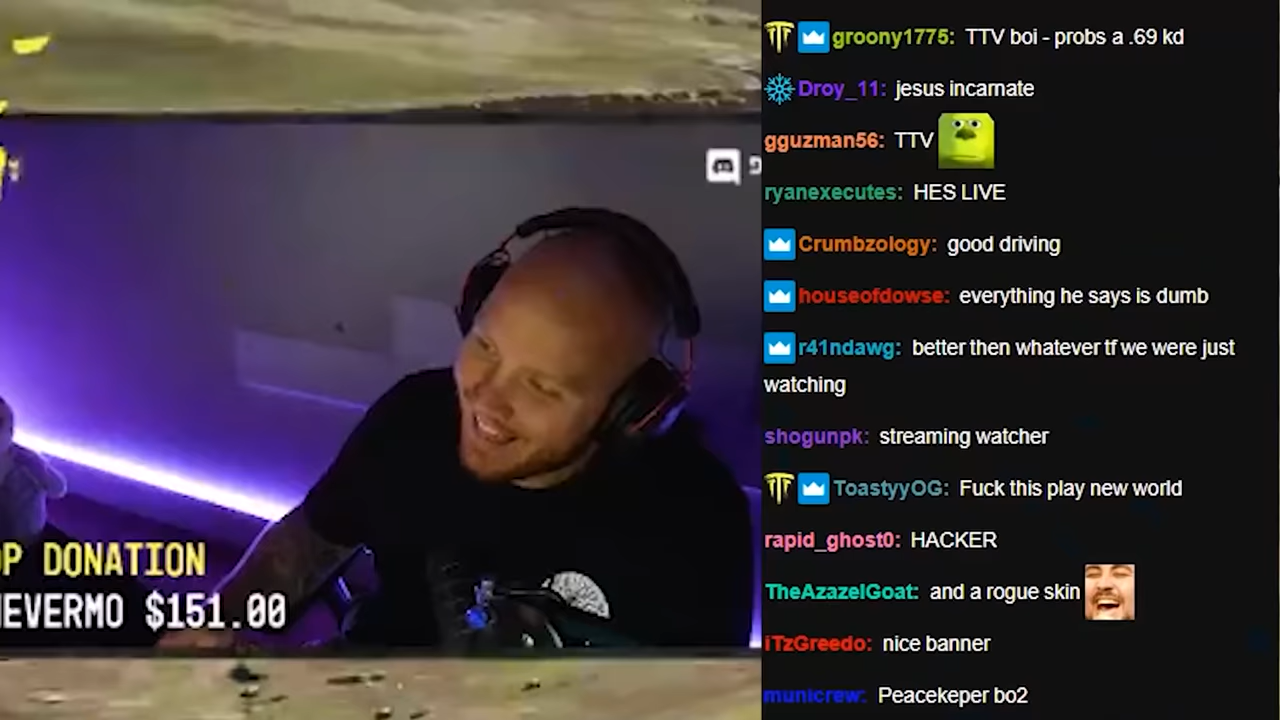 OP DONATION
NEVERMO $151.00
groony1775: TTV boi - probs a .69 kd
Droy_11: jesus incarnate
gguzman56: TTV
ryanexecutes: HES LIVE
Crumbzology: good driving
houseofdowse: everything he says is dumb
r41ndawg: better then whatever tf we were just
watching
shogunpk: streaming watcher
ToastyyOG: Fuck this play new world
rapid_ghost0: HACKER
TheAzazelGoat: and a rogue skin
iTzGreedo: nice banner
municrew: Peacekeper bo2